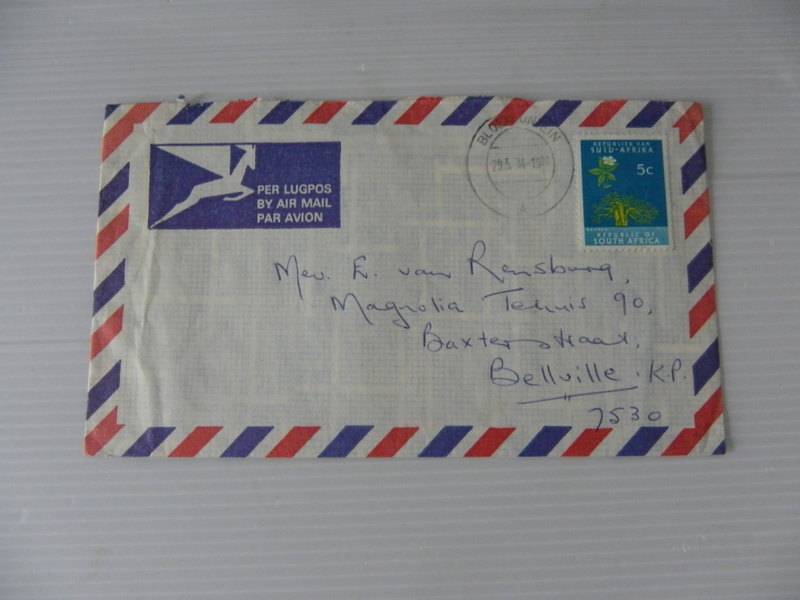 PER LUGPOS
BY AIR MAIL
PAR AVION
REPUBLIEK VAN
SUID-AFRIKA
5c
REPUBLIC OF
SOUTH AFRICA
Mev. E. van Rensburg,
Magnolia Tehuis 90,
Baxterstraat,
Bellville. K.P.
7530